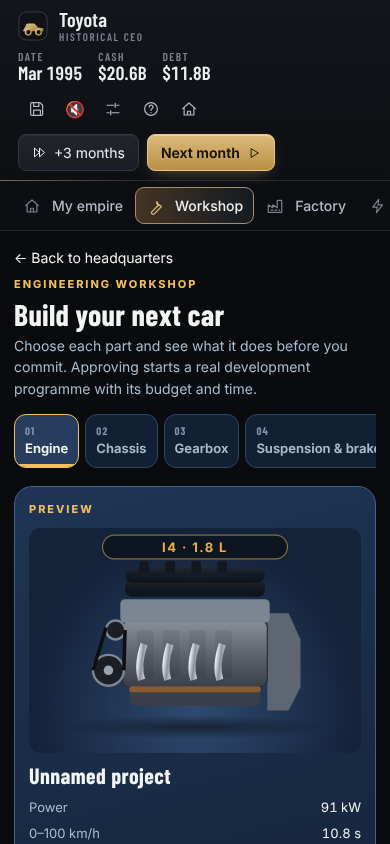 Toyota
HISTORICAL CEO
DATE CASH DEBT
Mar 1995 $20.6B $11.8B
+3 months Next month
My empire Workshop Factory
← Back to headquarters
ENGINEERING WORKSHOP
Build your next car
Choose each part and see what it does before you
commit. Approving starts a real development
programme with its budget and time.
01 02 03 04
Engine Chassis Gearbox Suspension & brake
PREVIEW
I4 · 1.8 L
Unnamed project
Power 91 kW
0–100 km/h 10.8 s